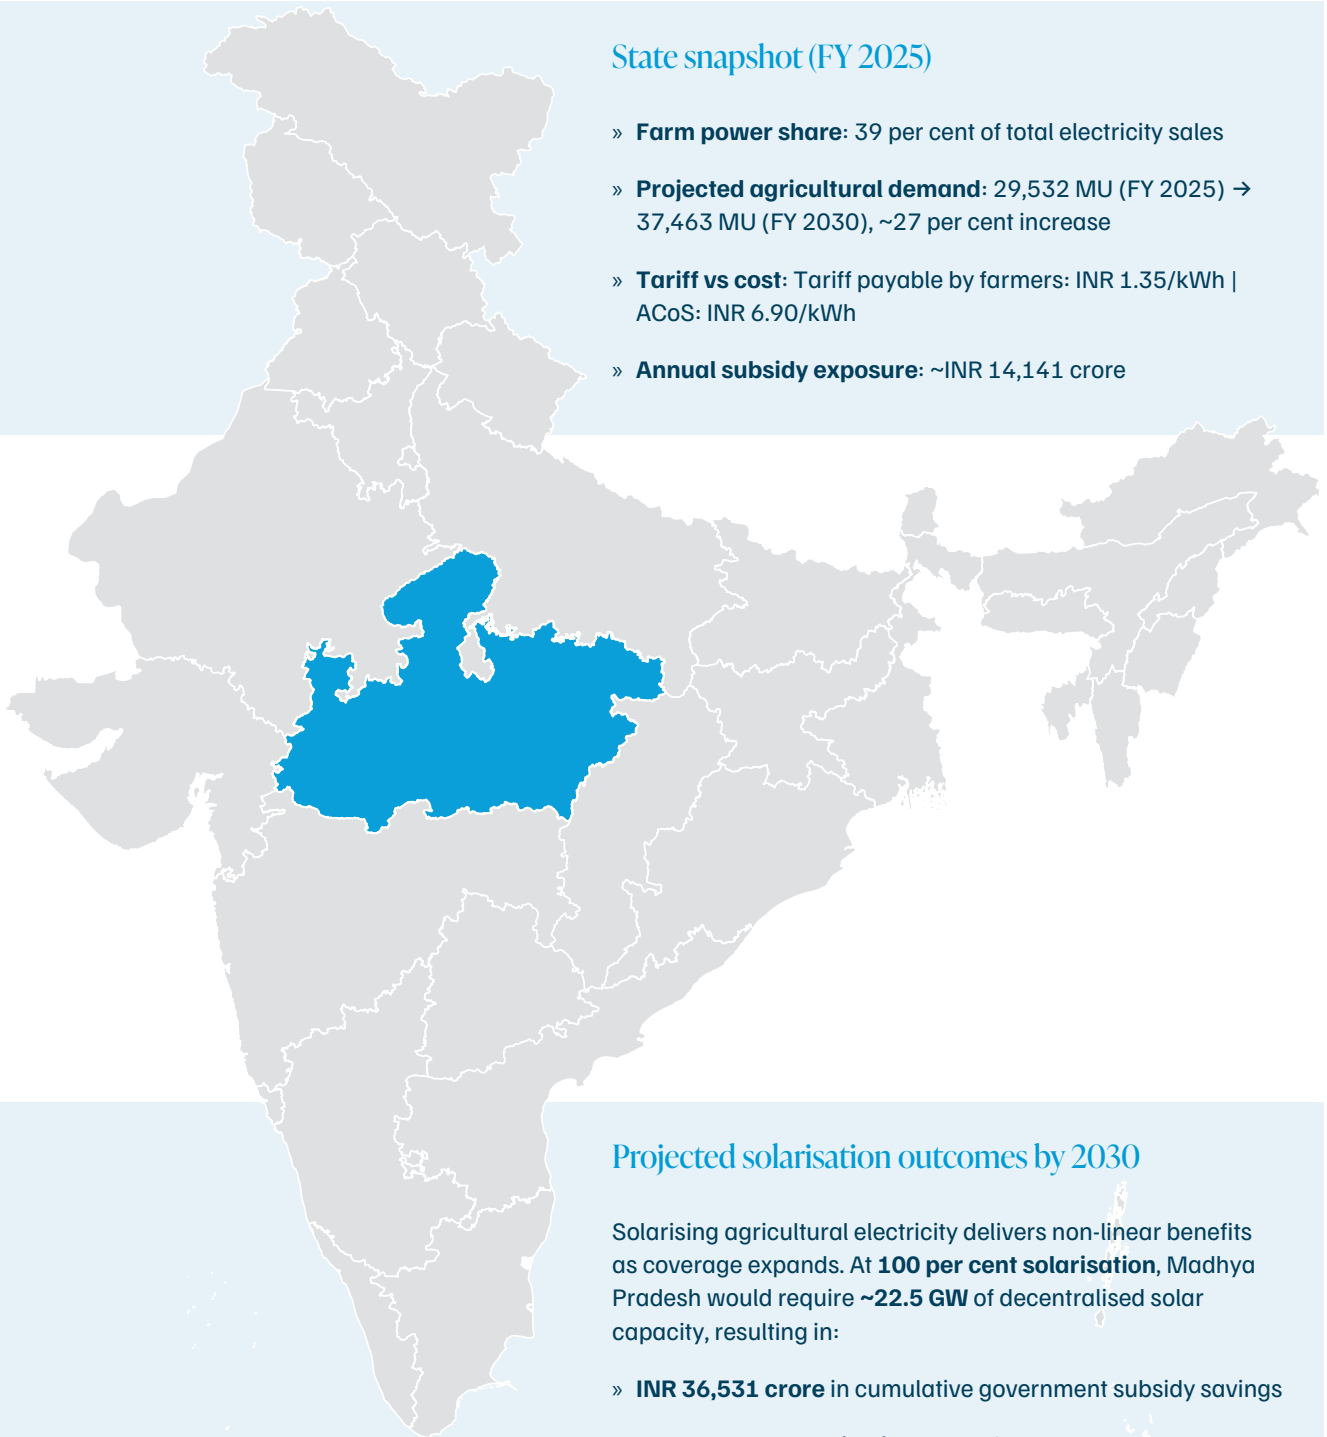 State snapshot (FY 2025)
» Farm power share: 39 per cent of total electricity sales
» Projected agricultural demand: 29,532 MU (FY 2025) →
37,463 MU (FY 2030), ~27 per cent increase
» Tariff vs cost: Tariff payable by farmers: INR 1.35/kWh |
ACoS: INR 6.90/kWh
» Annual subsidy exposure: ~INR 14,141 crore
Projected solarisation outcomes by 2030
Solarising agricultural electricity delivers non-linear benefits
as coverage expands. At 100 per cent solarisation, Madhya
Pradesh would require ~22.5 GW of decentralised solar
capacity, resulting in:
» INR 36,531 crore in cumulative government subsidy savings